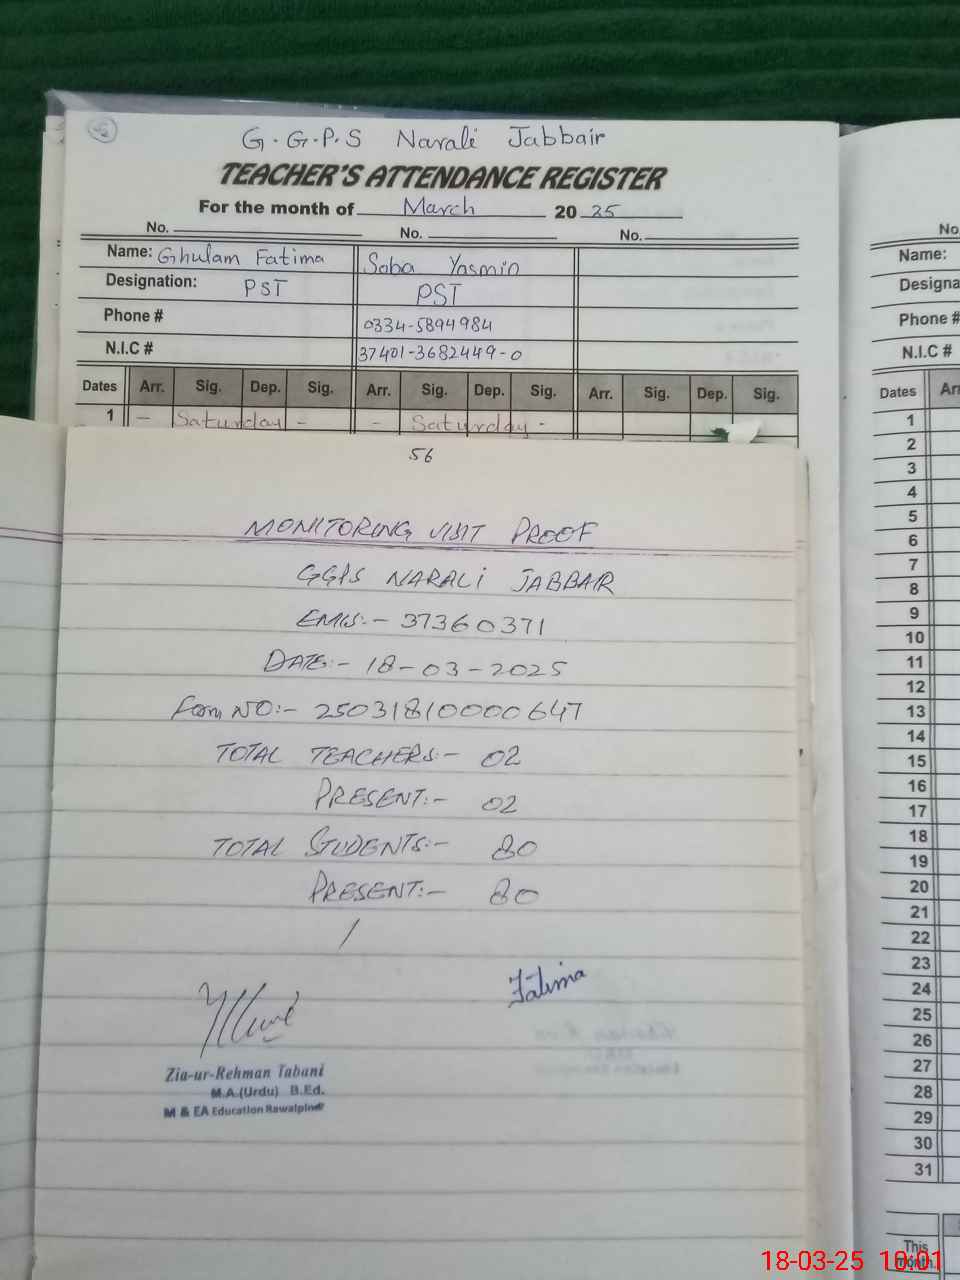 G.G.P.S Narali Jabbair
TEACHER'S ATTENDANCE REGISTER
For the month of March 2025
No. No. No.
Name: Ghulam Fatima Saba Yasmin
Designation: PST PST
Phone # 0334-5894984
N.I.C # 37401-3682449-0
Dates Arr. Sig. Dep. Sig. Arr. Sig. Dep. Sig. Arr. Sig. Dep. Sig.
1 - Saturday - - Saturday -
56
MONITORING VISIT PROOF
GGPS NARALI JABBAIR
EMIS:- 37360371
DATE:- 18-03-2025
Form NO:- 25031810000647
TOTAL TEACHERS:- 02
PRESENT:- 02
TOTAL STUDENTS:- 80
PRESENT:- 80
Fatima
Zia-ur-Rehman Tabani
M.A.(Urdu) B.Ed.
M & EA Education Rawalpindi
No
Name:
Designa
Phone #
N.I.C #
Dates Arr
1
2
3
4
5
6
7
8
9
10
11
12
13
14
15
16
17
18
19
20
21
22
23
24
25
26
27
28
29
30
31
This
month.
18-03-25 10:01